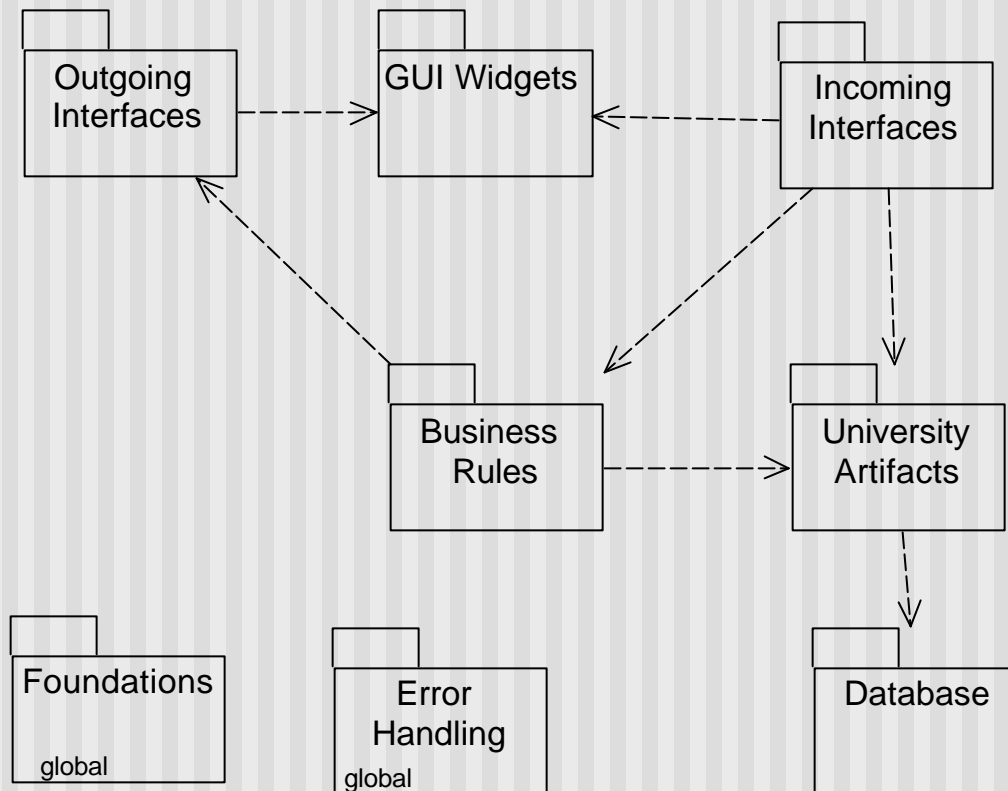 Outgoing
Interfaces
GUI Widgets
Incoming
Interfaces
Business
Rules
University
Artifacts
Foundations
global
Error
Handling
global
Database